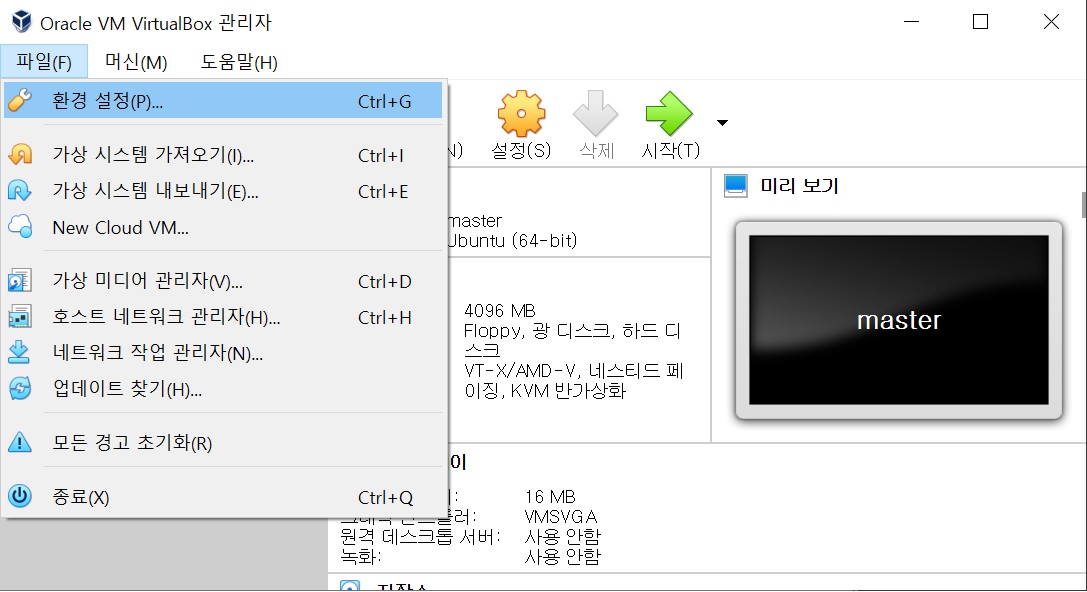 Oracle VM VirtualBox 관리자
파일(F) 머신(M) 도움말(H)
환경 설정(P)... Ctrl+G
가상 시스템 가져오기(I)... Ctrl+I
가상 시스템 내보내기(E)... Ctrl+E
New Cloud VM...
가상 미디어 관리자(V)... Ctrl+D
호스트 네트워크 관리자(H)... Ctrl+H
네트워크 작업 관리자(N)...
업데이트 찾기(H)...
모든 경고 초기화(R)
종료(X) Ctrl+Q
N) 설정(S) 삭제 시작(T)
master
Ubuntu (64-bit)
4096 MB
Floppy, 광 디스크, 하드 디
스크
VT-X/AMD-V, 네스티드 페
이징, KVM 반가상화
미리 보기
master
이
16 MB
VMSVGA
원격 데스크톱 서버: 사용 안함
녹화: 사용 안함